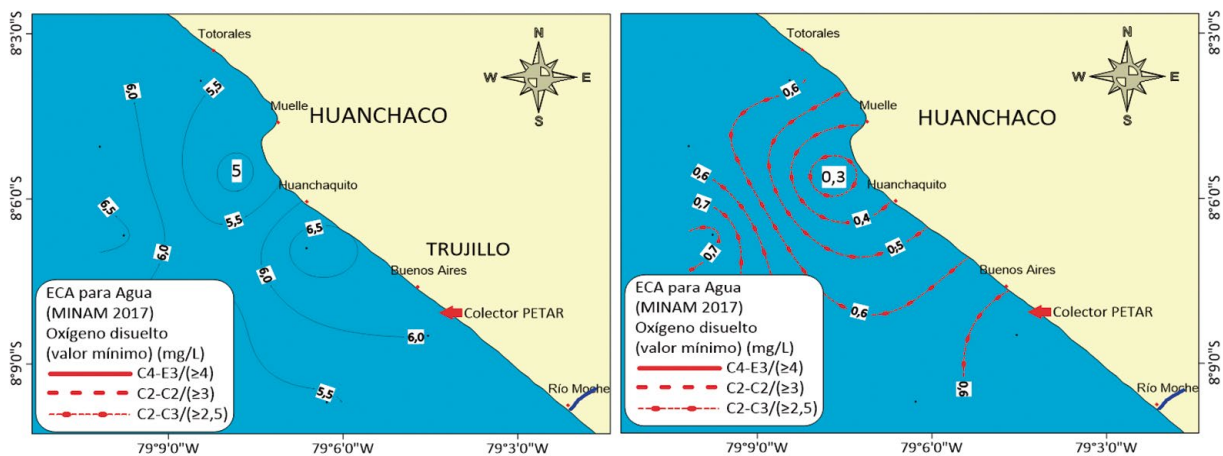 8°3'0"S
8°6'0"S
8°9'0"S
Totorales
N
W
E
S
6,0
5,5
Muelle
HUANCHACO
5
Huanchaquito
6,5
5,5
6,5
6,0
6,0
TRUJILLO
Buenos Aires
ECA para Agua
(MINAM 2017)
Oxígeno disuelto
(valor mínimo) (mg/L)
C4-E3/(≥4)
C2-C2/(≥3)
C2-C3/(≥2,5)
Colector PETAR
6,0
5,5
Río Moche
79°9'0"W
79°6'0"W
79°3'0"W
Totorales
N
W
E
S
0,6
Muelle
HUANCHACO
0,3
Huanchaquito
0,6
0,7
0,4
0,5
0,7
Buenos Aires
0,6
ECA para Agua
(MINAM 2017)
Oxígeno disuelto
(valor mínimo) (mg/L)
C4-E3/(≥4)
C2-C2/(≥3)
C2-C3/(≥2,5)
Colector PETAR
0,6
Río Moche
8°3'0"S
8°6'0"S
8°9'0"S
79°9'0"W
79°6'0"W
79°3'0"W